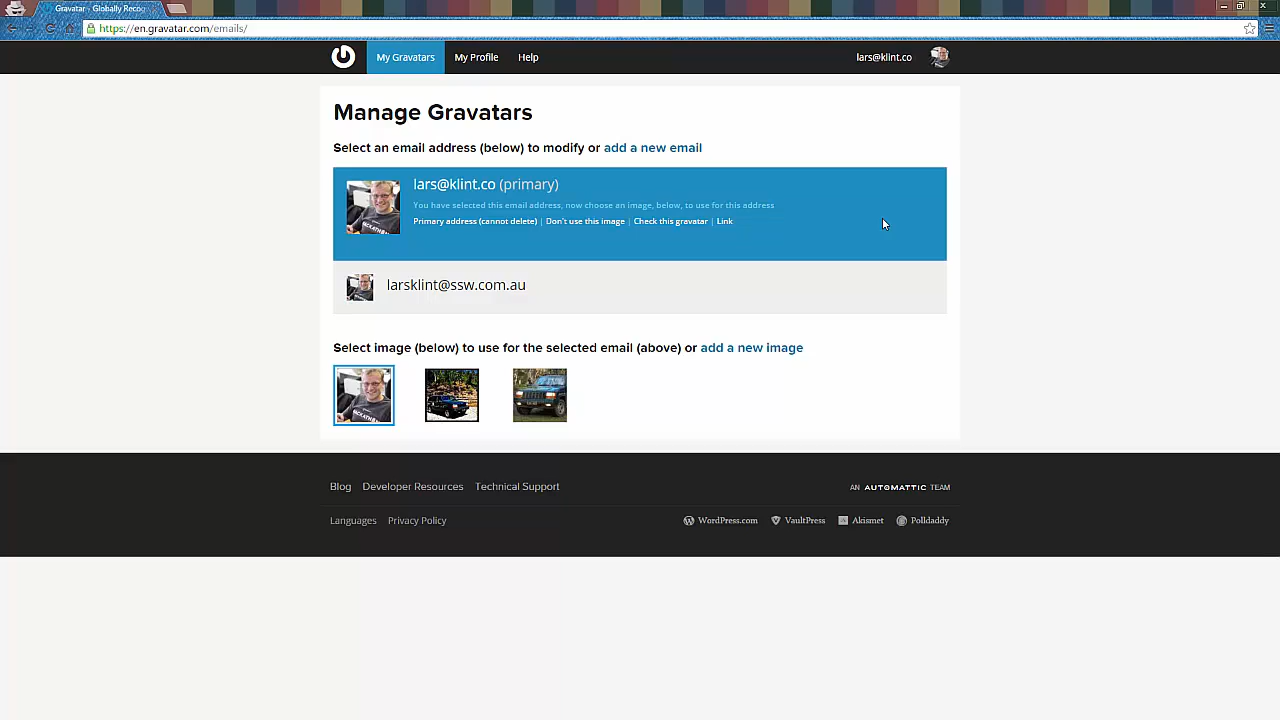 Gravatar - Globally Reco
https://en.gravatar.com/emails/
My Gravatars
My Profile
Help
lars@klint.co
Manage Gravatars
Select an email address (below) to modify or add a new email
lars@klint.co (primary)
You have selected this email address, now choose an image, below, to use for this address
Primary address (cannot delete) | Don't use this image | Check this gravatar | Link
larsklint@ssw.com.au
Select image (below) to use for the selected email (above) or add a new image
Blog
Developer Resources
Technical Support
AN AUTOMATTIC TEAM
Languages
Privacy Policy
WordPress.com
VaultPress
Akismet
Polldaddy